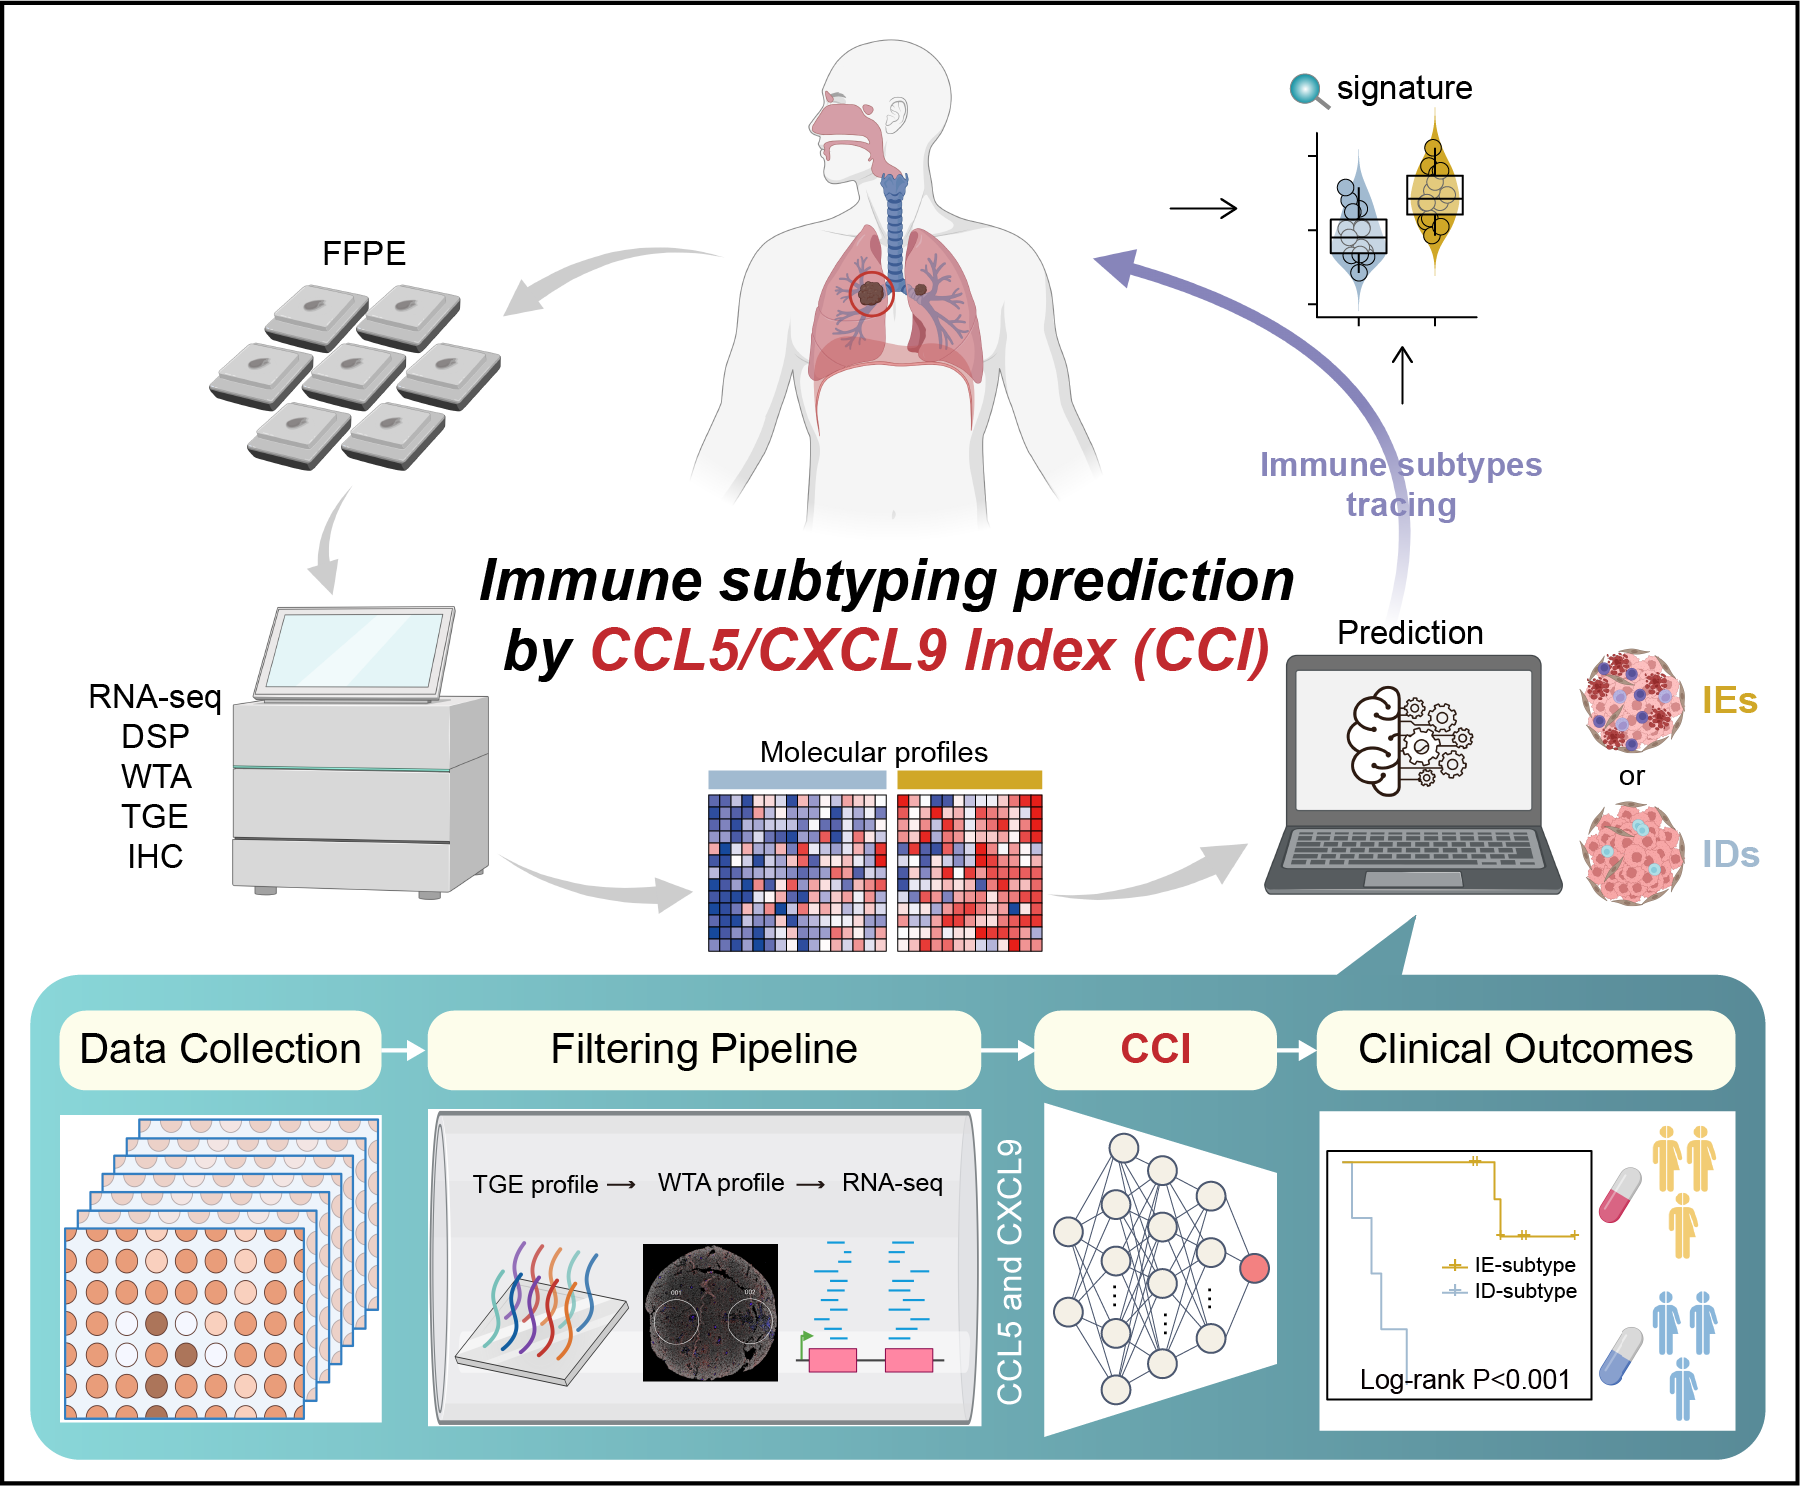 signature
FFPE
Immune subtypes
tracing
Immune subtyping prediction
by CCL5/CXCL9 Index (CCI)
RNA-seq
DSP
WTA
TGE
IHC
Molecular profiles
Prediction
IEs
or
IDs
Data Collection
Filtering Pipeline
CCI
Clinical Outcomes
TGE profile
WTA profile
RNA-seq
001
002
CCL5 and CXCL9
IE-subtype
ID-subtype
Log-rank P<0.001